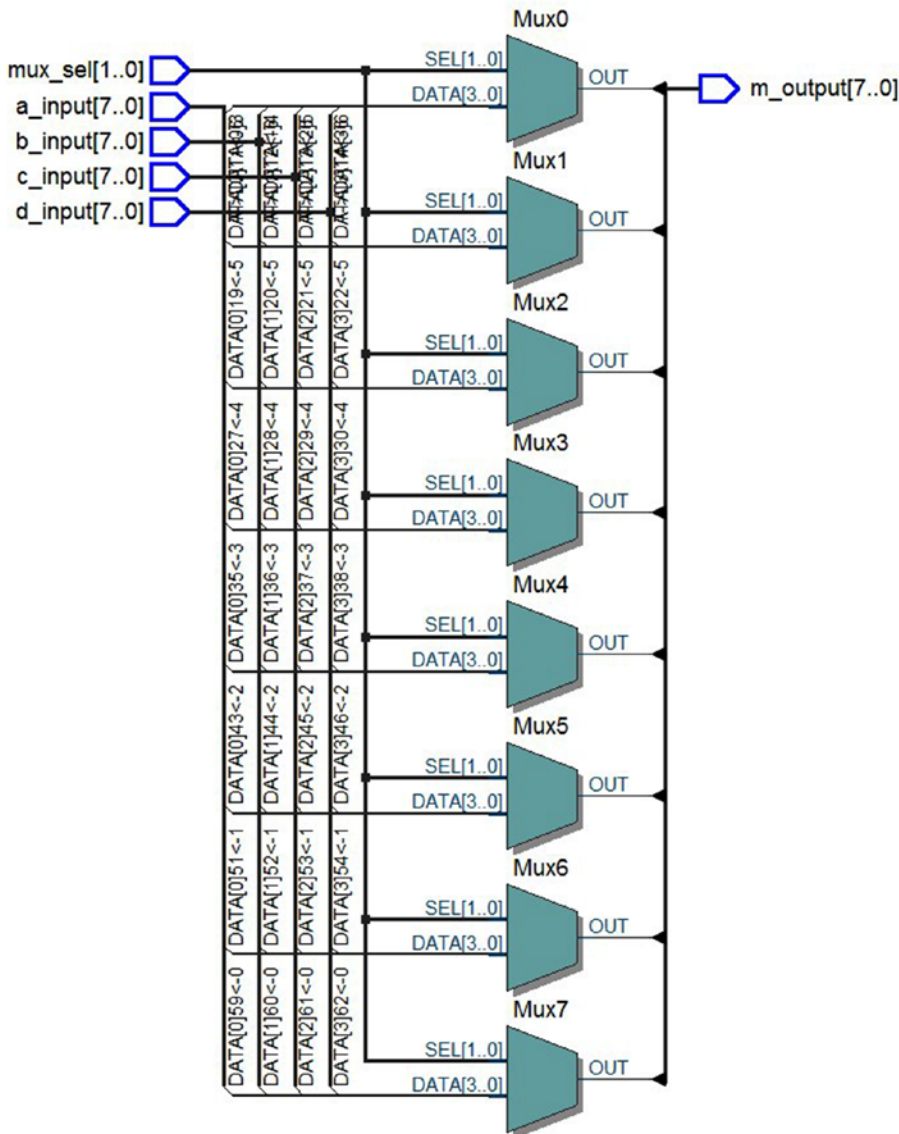 Mux0
mux_sel[1..0]
SEL[1..0]
OUT
m_output[7..0]
a_input[7..0]
DATA[3..0]
b_input[7..0]
c_input[7..0]
d_input[7..0]
Mux1
SEL[1..0]
OUT
DATA[3..0]
DATA[0]19<-5
DATA[1]20<-5
DATA[2]21<-5
DATA[3]22<-5
Mux2
SEL[1..0]
OUT
DATA[3..0]
DATA[0]27<-4
DATA[1]28<-4
DATA[2]29<-4
DATA[3]30<-4
Mux3
SEL[1..0]
OUT
DATA[3..0]
DATA[0]35<-3
DATA[1]36<-3
DATA[2]37<-3
DATA[3]38<-3
Mux4
SEL[1..0]
OUT
DATA[3..0]
DATA[0]43<-2
DATA[1]44<-2
DATA[2]45<-2
DATA[3]46<-2
Mux5
SEL[1..0]
OUT
DATA[3..0]
DATA[0]51<-1
DATA[1]52<-1
DATA[2]53<-1
DATA[3]54<-1
Mux6
SEL[1..0]
OUT
DATA[3..0]
DATA[0]59<-0
DATA[1]60<-0
DATA[2]61<-0
DATA[3]62<-0
Mux7
SEL[1..0]
OUT
DATA[3..0]